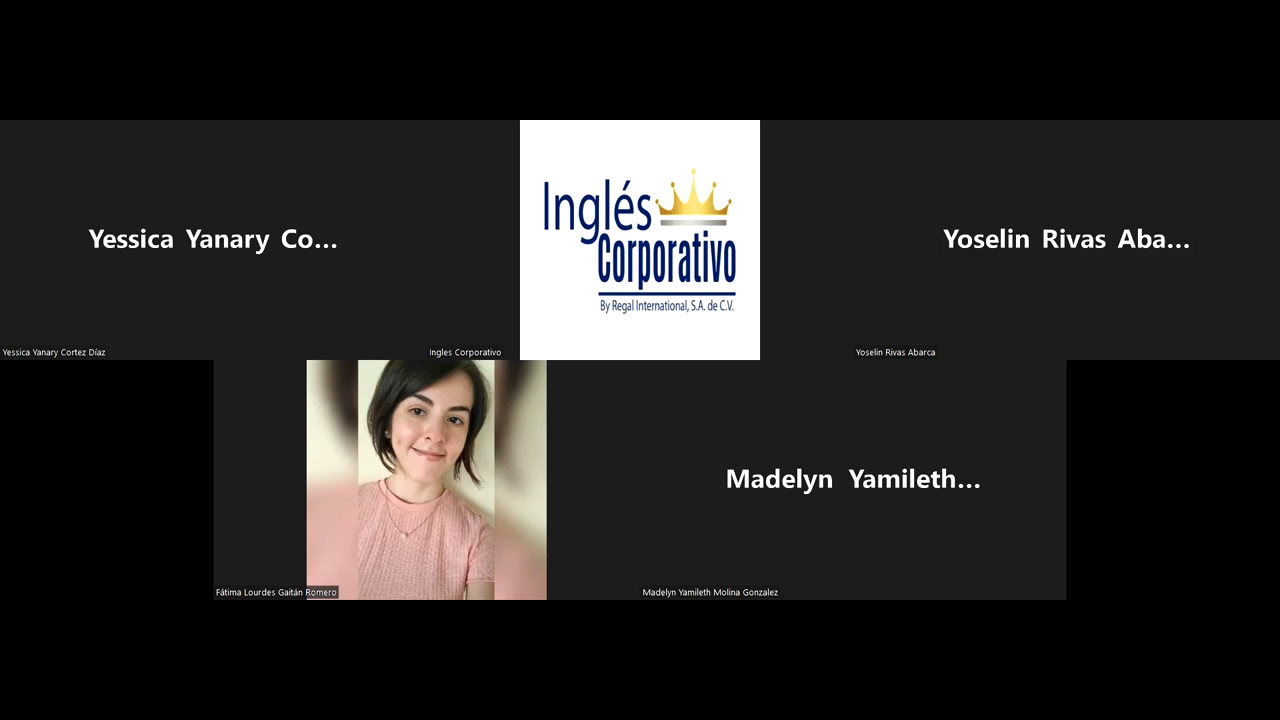 Yessica Yanary Co...
Yessica Yanary Cortez Díaz
Inglés
Corporativo
By Regal International, S.A. de C.V.
Ingles Corporativo
Yoselin Rivas Aba...
Yoselin Rivas Abarca
Fátima Lourdes Gaitán Romero
Madelyn Yamileth...
Madelyn Yamileth Molina Gonzalez